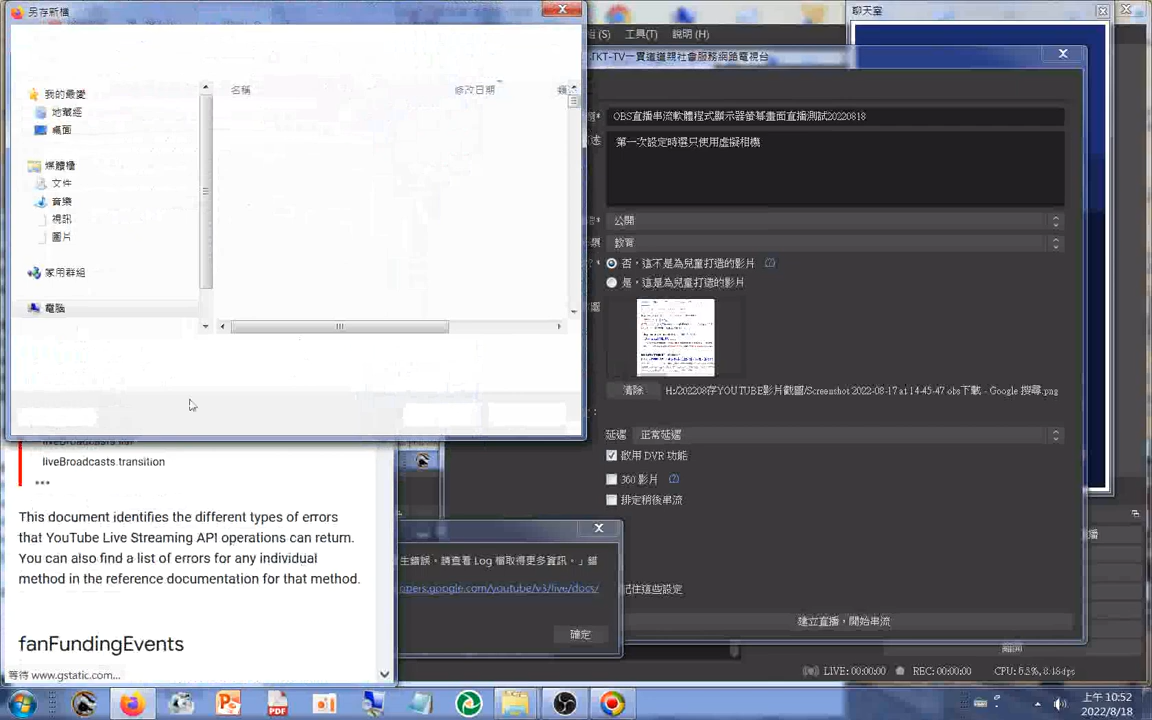 另存新檔
我的最愛
地藏經
桌面
媒體櫃
文件
音樂
視訊
圖片
家用群組
電腦
名稱
修改日期
(S)
工具(T)
說明(H)
聊天室
TKT-TV一貫道道親社會服務網路電視台
OBS直播串流軟體程式顯示器螢幕畫面直播測試20220818
述
第一次設定時選只使用虛擬相機
公開
教育
否,這不是為兒童打造的影片
(?)
是,這是為兒童打造的影片
清除
H:/202208存YOUTUBE影片截圖/Screenshot 2022-08-17 at 14-45-47 obs下載 - Google 搜尋.png
延遲
正常延遲
啟用 DVR 功能
360 影片
(?)
排定稍後串流
記住這些設定
建立直播,開始串流
liveBroadcasts.list
liveBroadcasts.transition
•••
This document identifies the different types of errors
that YouTube Live Streaming API operations can return.
You can also find a list of errors for any individual
method in the reference documentation for that method.
fanFundingEvents
等待 www.gstatic.com...
生錯誤。請查看 Log 檔取得更多資訊。」錯
opers.google.com/youtube/v3/live/docs/
確定
離開
播
LIVE: 00:00:00
REC: 00:00:00
CPU: 6.3%, 8.48fps
上午 10:52
2022/8/18